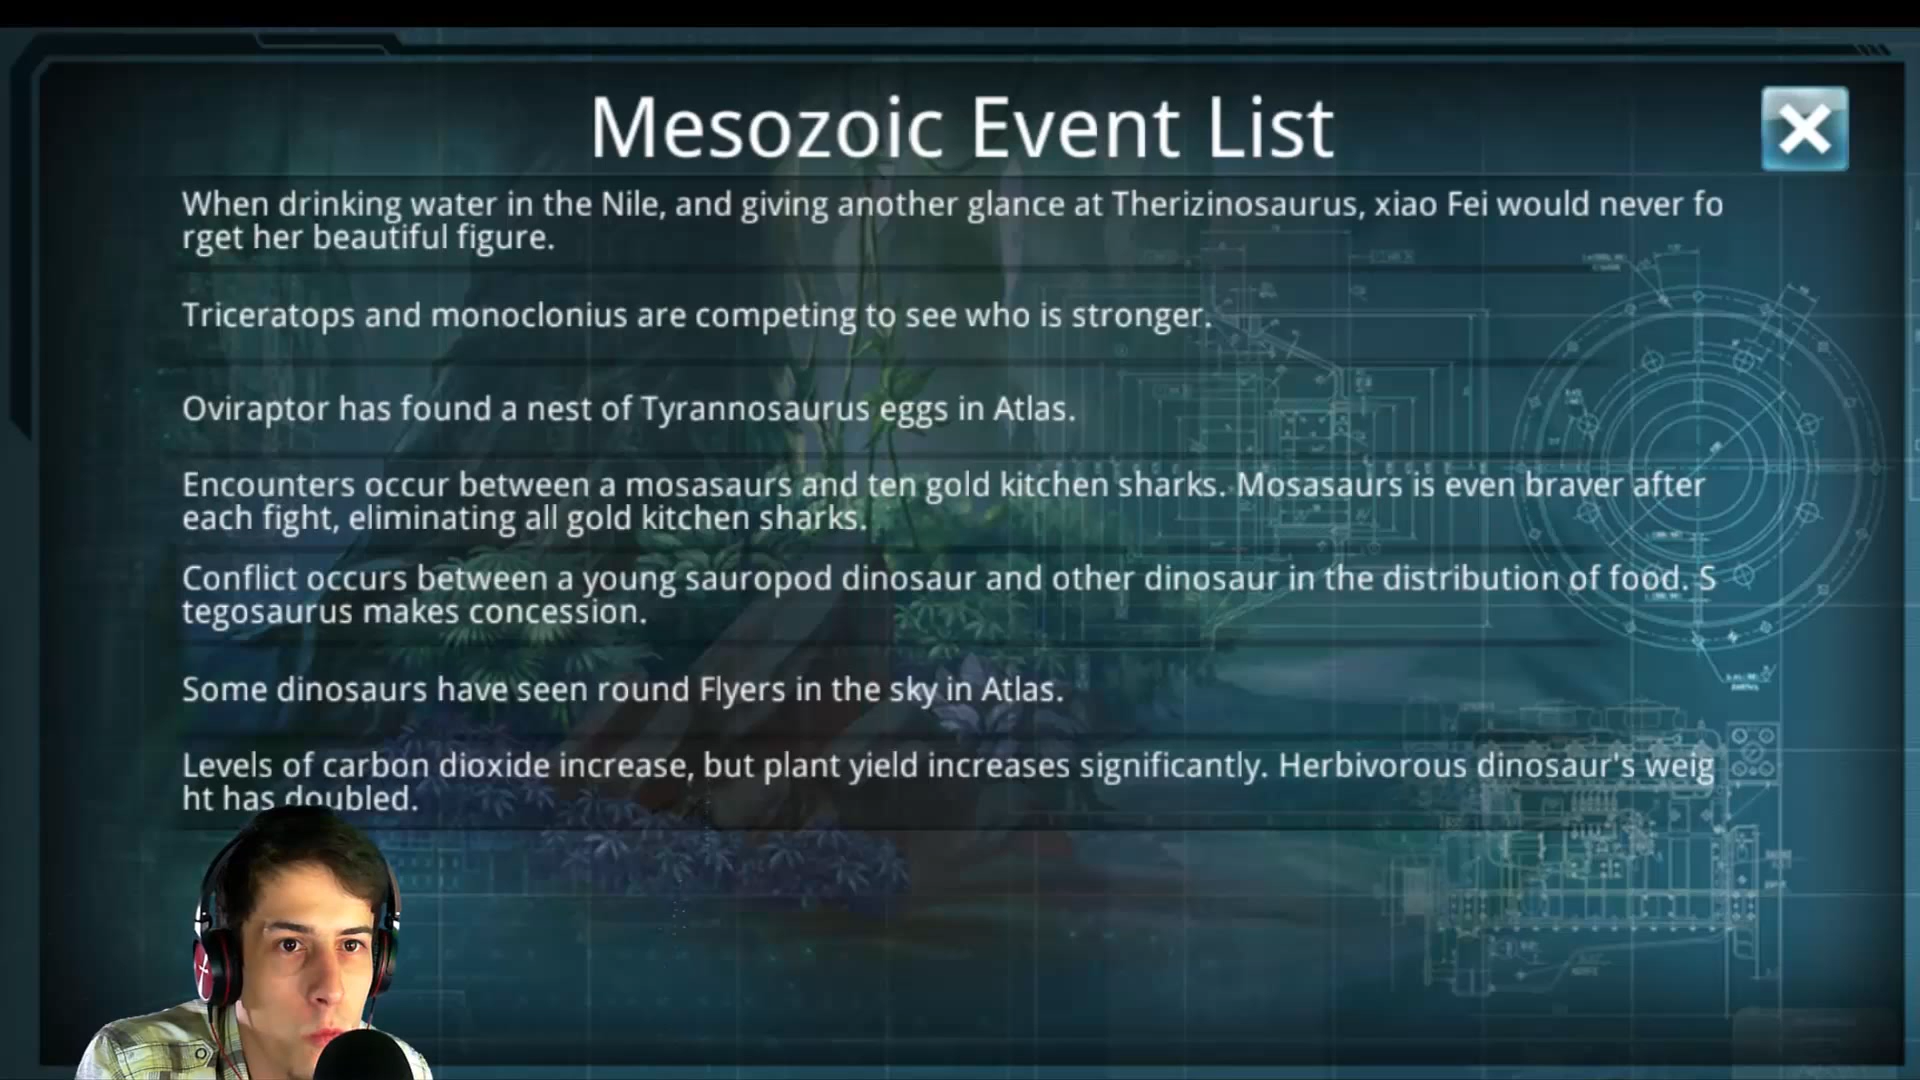 Mesozoic Event List
When drinking water in the Nile, and giving another glance at Therizinosaurus, xiao Fei would never fo
rget her beautiful figure.
Triceratops and monoclonius are competing to see who is stronger.
Oviraptor has found a nest of Tyrannosaurus eggs in Atlas.
Encounters occur between a mosasaurs and ten gold kitchen sharks. Mosasaurs is even braver after
each fight, eliminating all gold kitchen sharks.
Conflict occurs between a young sauropod dinosaur and other dinosaur in the distribution of food. S
tegosaurus makes concession.
Some dinosaurs have seen round Flyers in the sky in Atlas.
Levels of carbon dioxide increase, but plant yield increases significantly. Herbivorous dinosaur's weig
ht has doubled.